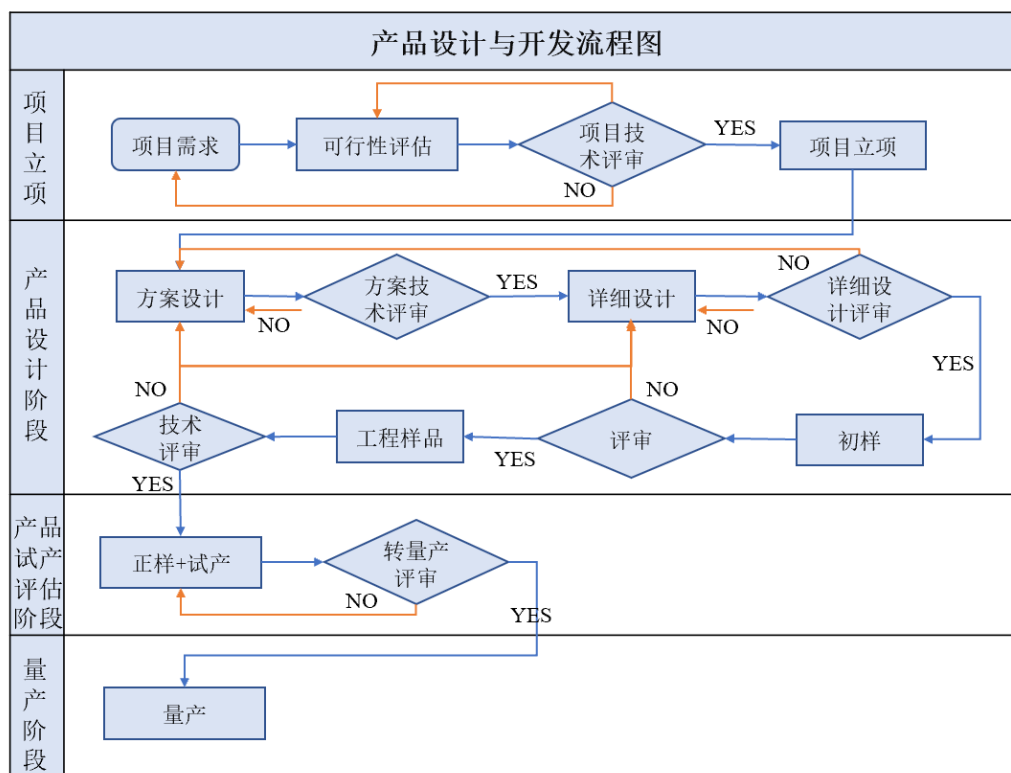 产品设计与开发流程图
项
目
立
项
项目需求
可行性评估
项目技
术评审
YES
项目立项
NO
产
品
设
计
阶
段
方案设计
方案技
术评审
YES
详细设计
NO
详细设
计评审
NO
NO
YES
NO
NO
技术
评审
工程样品
YES
评审
初样
YES
产品
试产
评估
阶段
正样+试产
转量产
评审
NO
YES
量
产
阶
段
量产